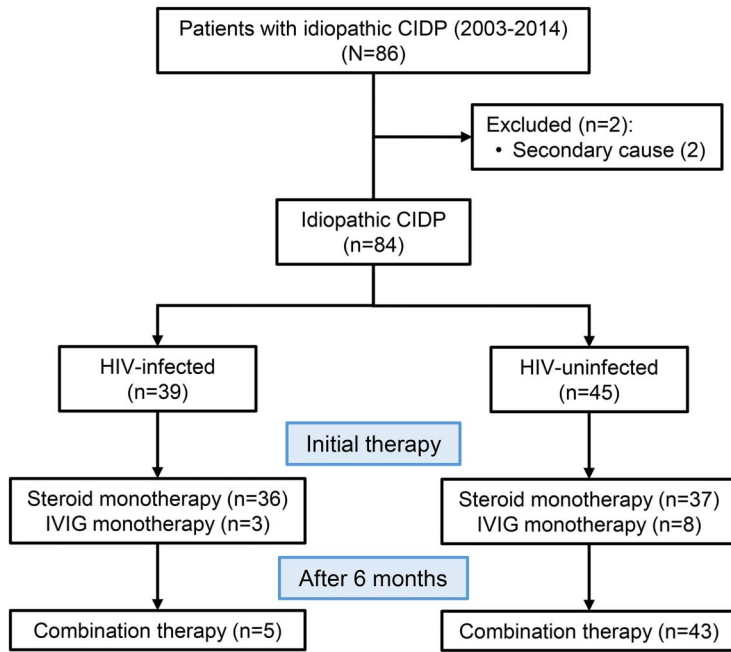 Patients with idiopathic CIDP (2003-2014)
(N=86)
Excluded (n=2):
• Secondary cause (2)
Idiopathic CIDP
(n=84)
HIV-infected
(n=39)
HIV-uninfected
(n=45)
Initial therapy
Steroid monotherapy (n=36)
IVIG monotherapy (n=3)
Steroid monotherapy (n=37)
IVIG monotherapy (n=8)
After 6 months
Combination therapy (n=5)
Combination therapy (n=43)